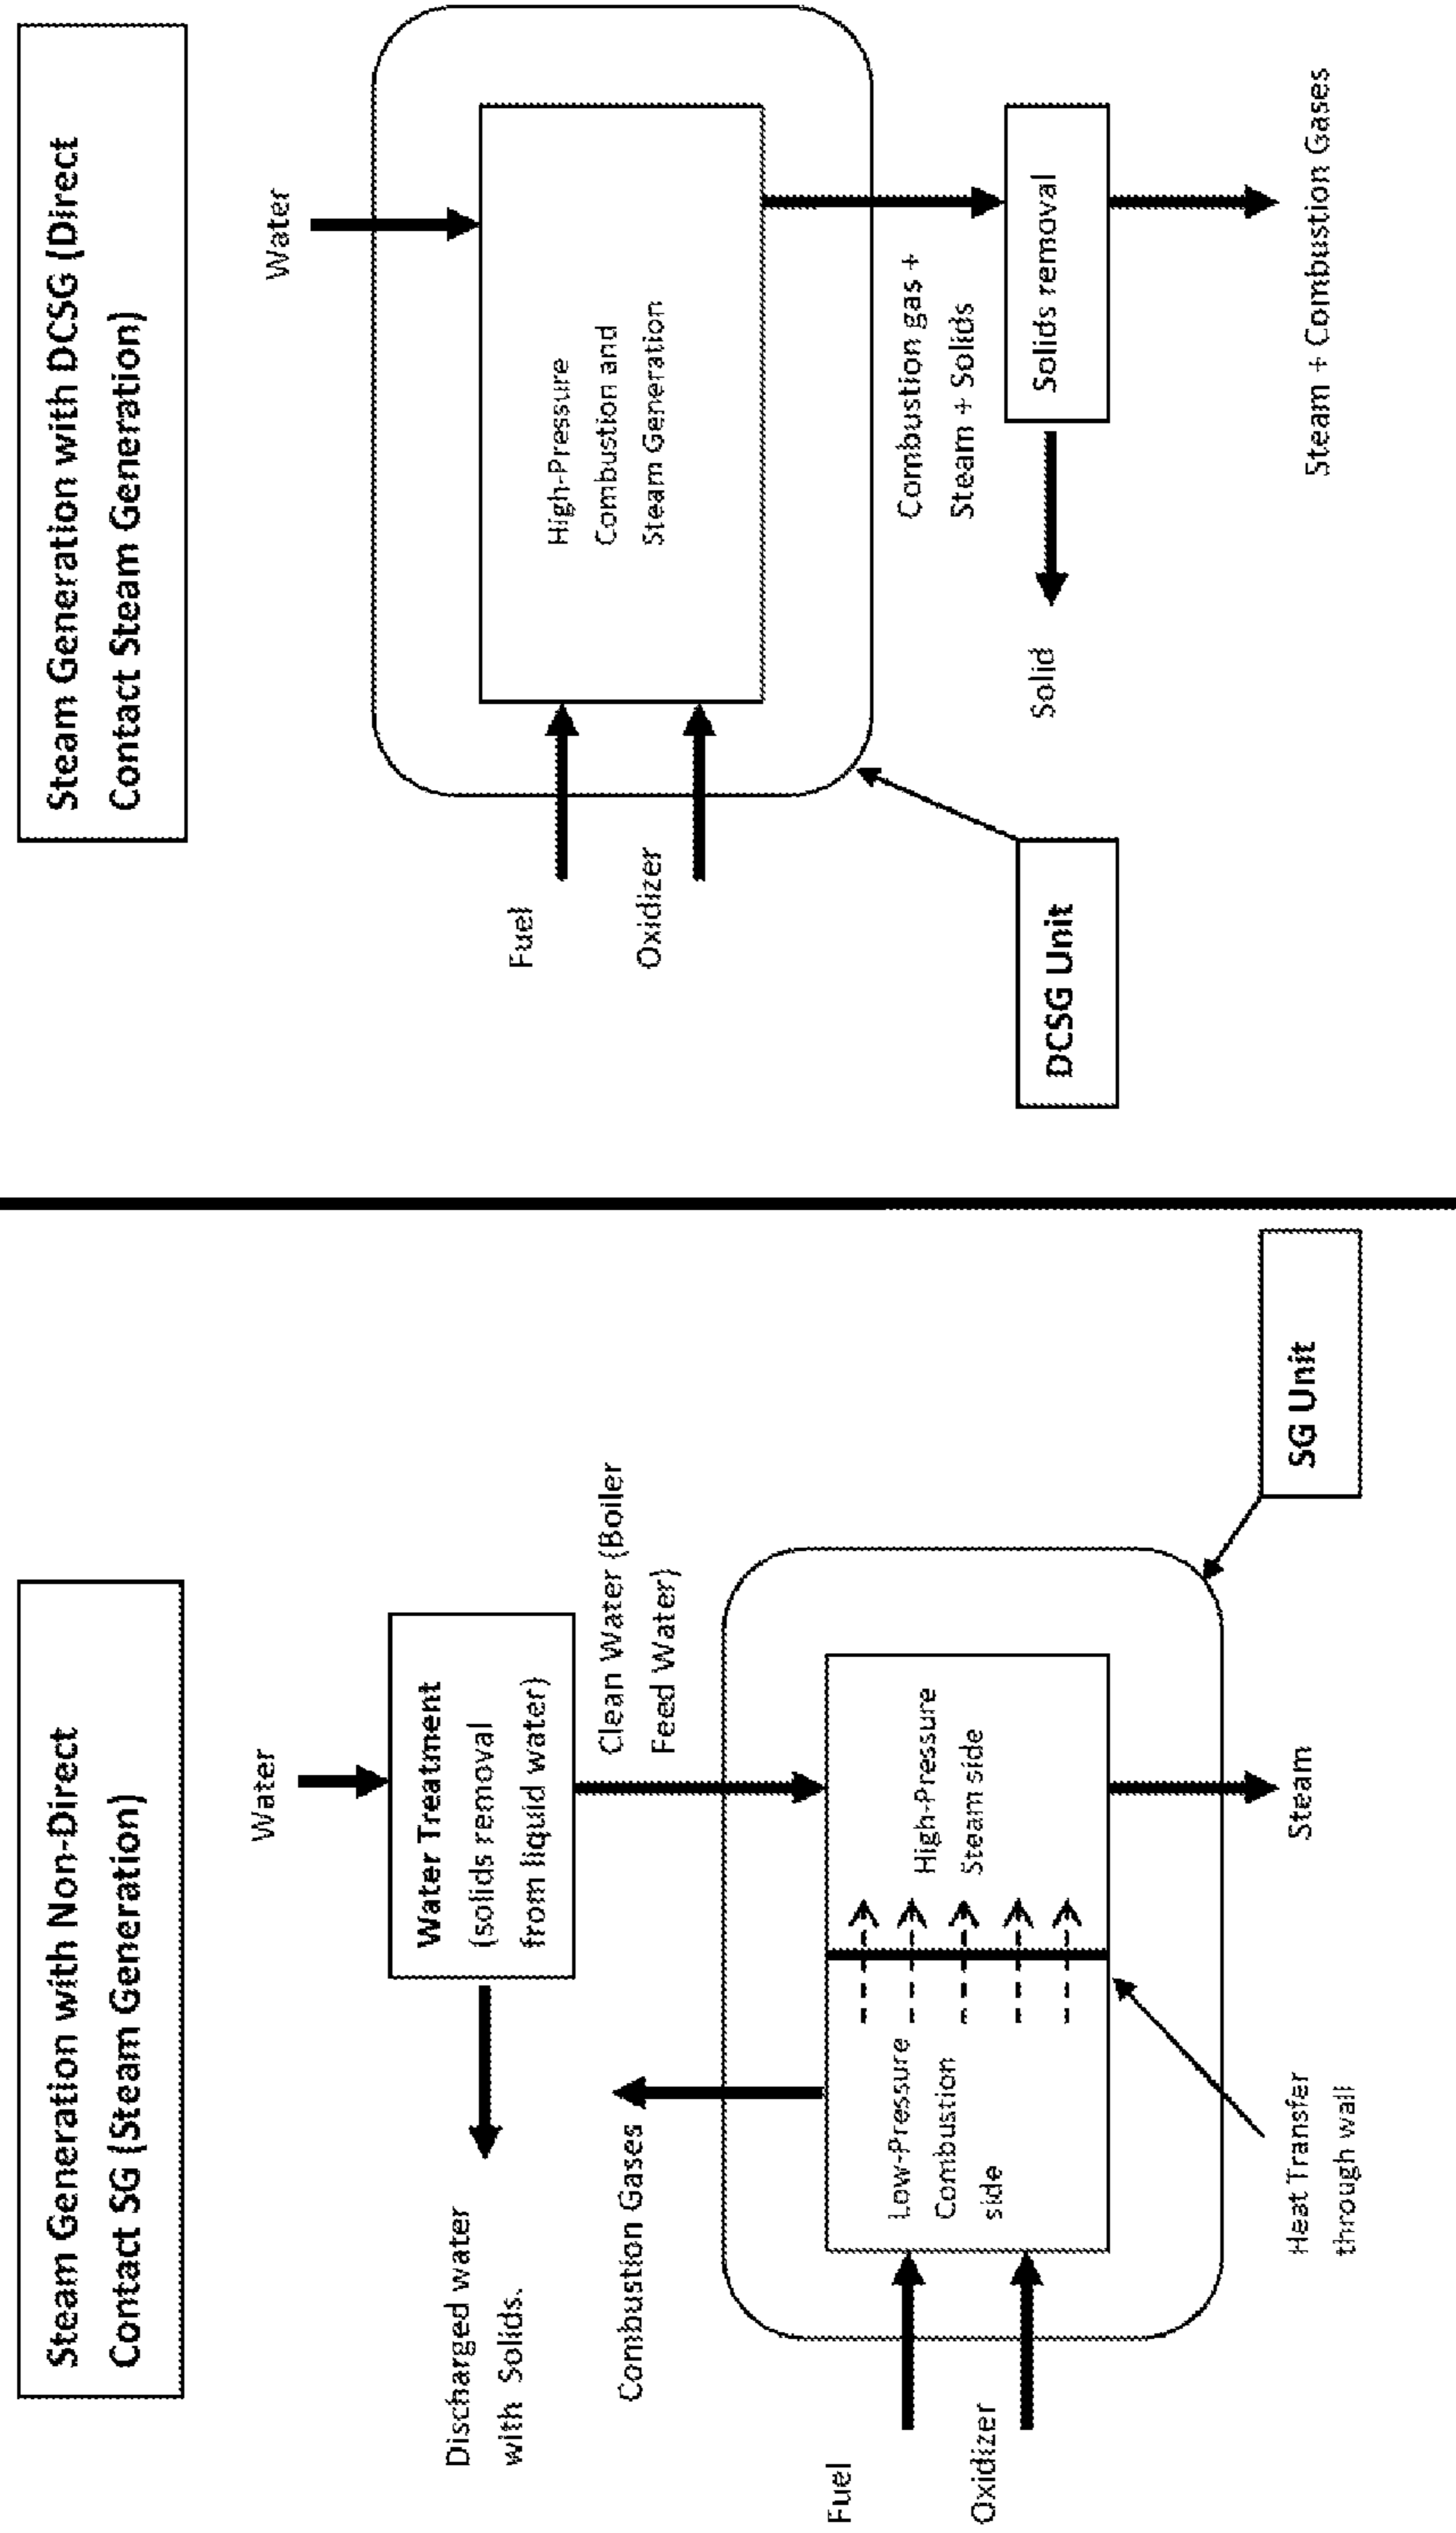 Steam Generation with Non-Direct
Contact SG (Steam Generation)
Water
Water Treatment
(solids removal
from liquid water)
Discharged water
with Solids.
Clean Water (Boiler
Feed Water)
Combustion Gases
Fuel
Oxidizer
Low-Pressure
Combustion
side
High-Pressure
Steam side
Heat Transfer
through wall
Steam
SG Unit
Steam Generation with DCSG (Direct
Contact Steam Generation)
Water
Fuel
Oxidizer
High-Pressure
Combustion and
Steam Generation
DCSG Unit
Combustion gas +
Steam + Solids
Solids removal
Solid
Steam + Combustion Gases